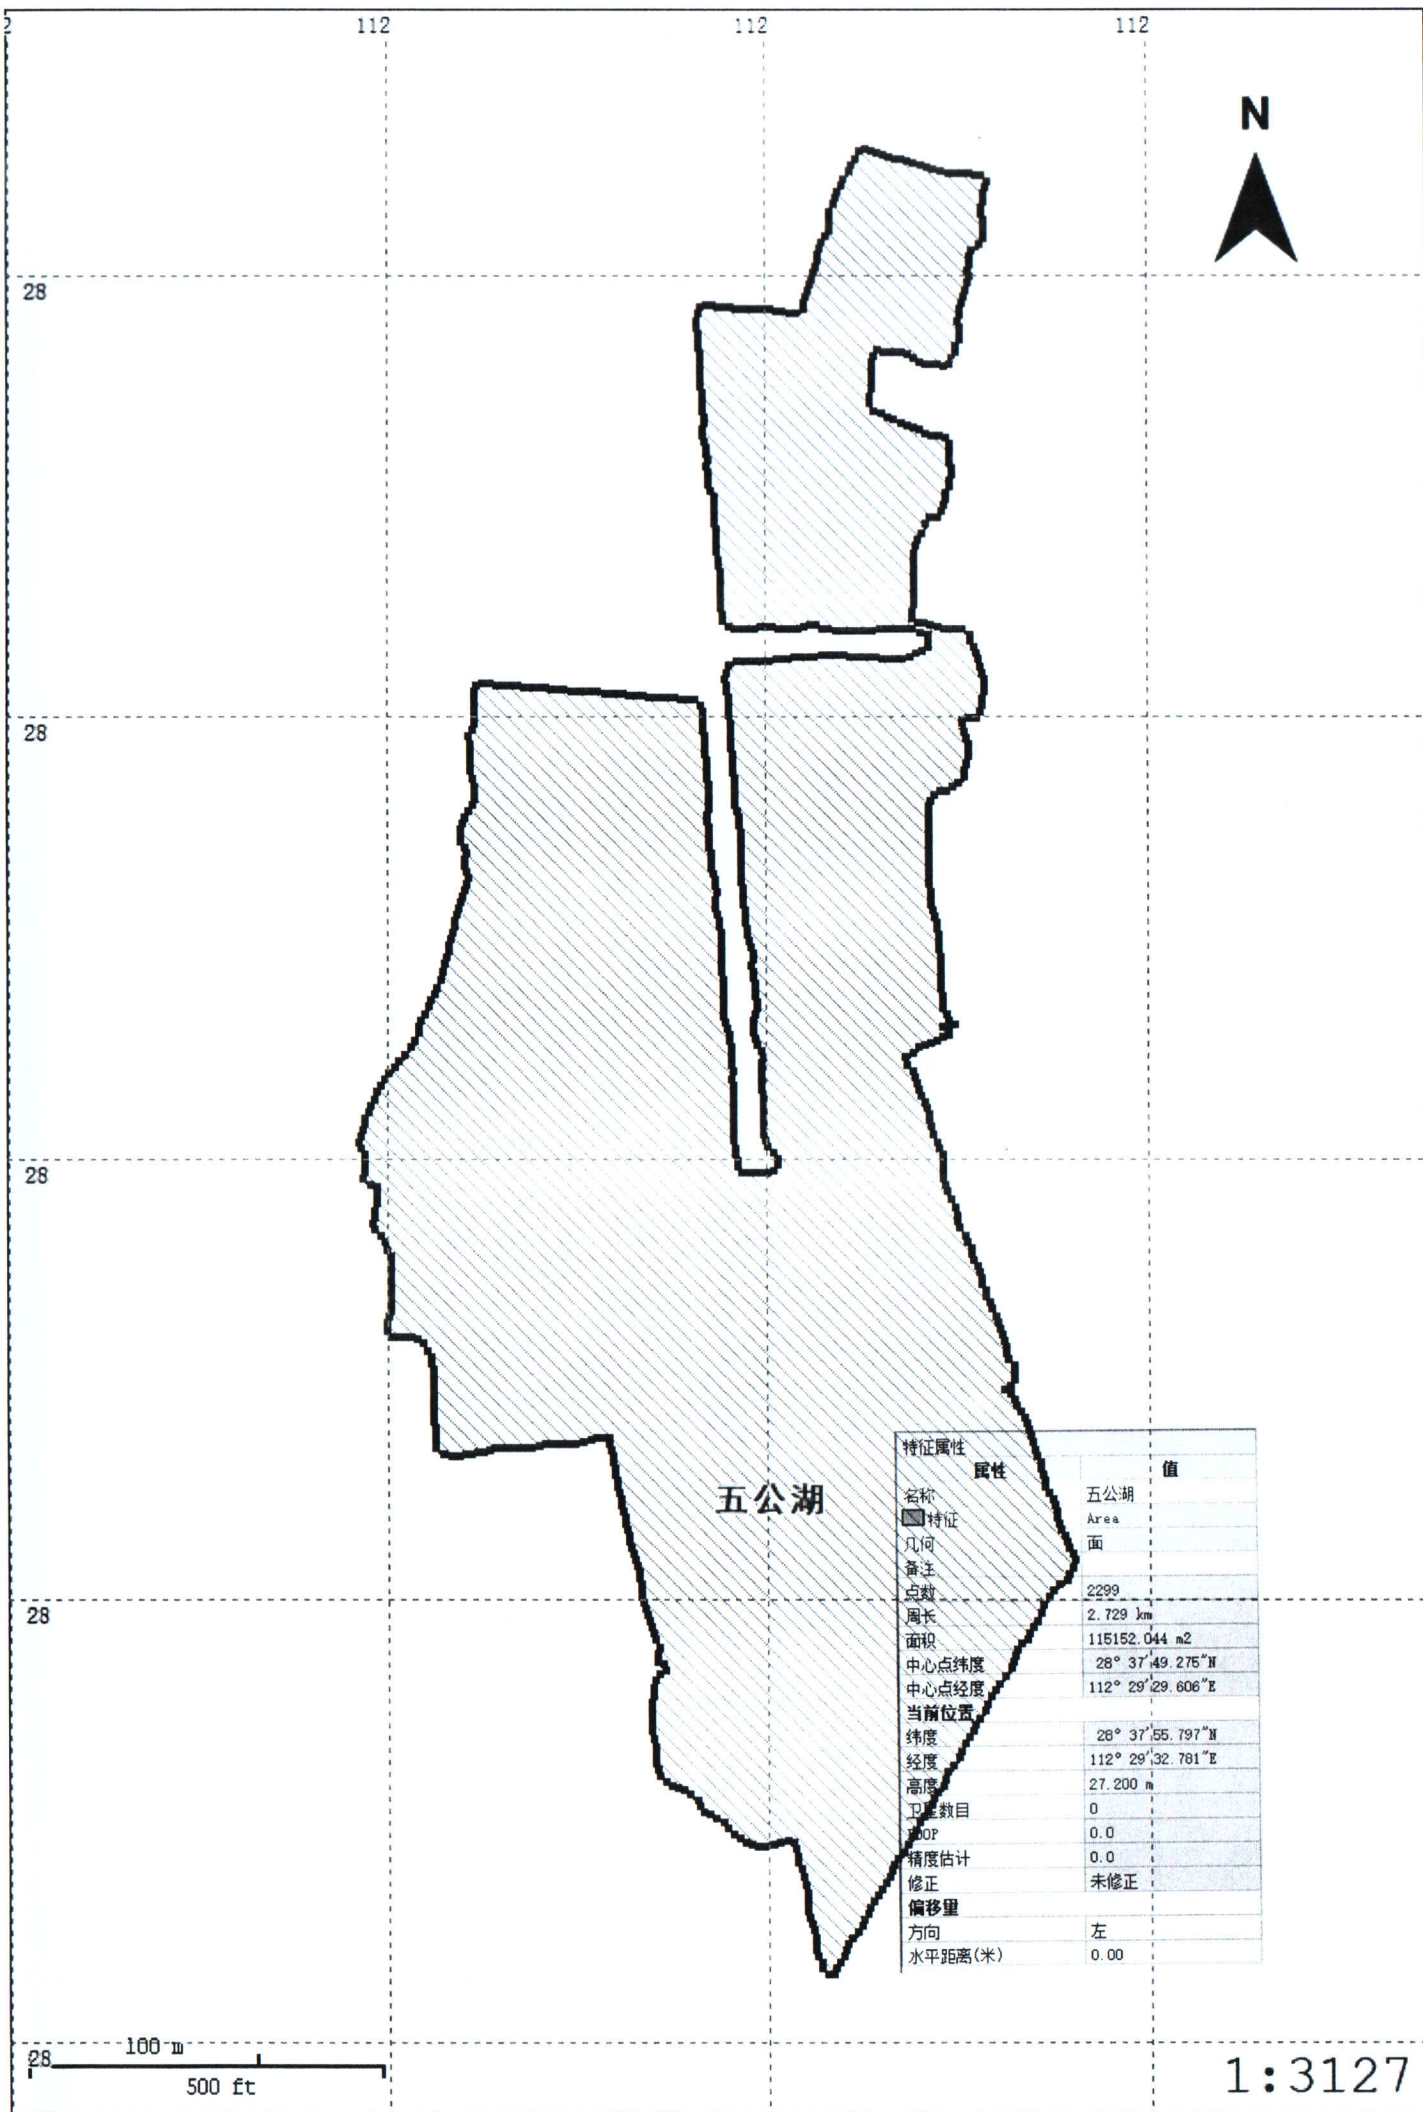 2 112 112 112
N
28
28
28
特征属性
属性 值
五公湖
名称 五公湖
特征 Area
几何 面
备注
点数 2299
28
周长 2.729 km
面积 115152.044 m2
中心点纬度 28° 37'49.275"N
中心点经度 112° 29'29.606"E
当前位置
纬度 28° 37'55.797"N
经度 112° 29'32.781"E
高度 27.200 m
卫星数目 0
0.0
精度估计 0.0
修正 未修正
偏移里
方向 左
水平距离(米) 0.00
28 100 m
500 ft
1:3127